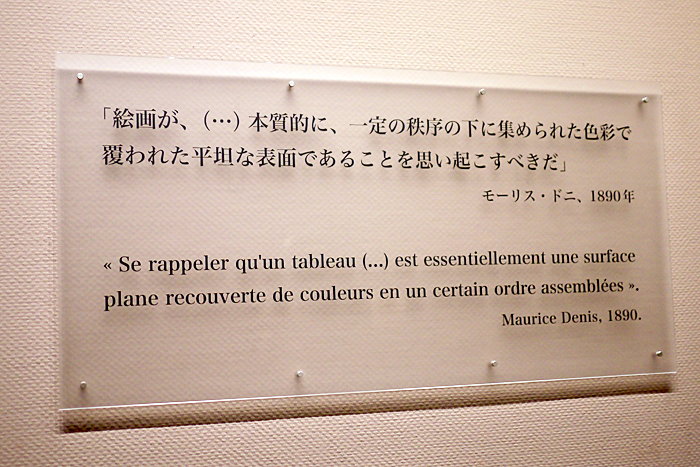 「絵画が、(…) 本質的に、一定の秩序の下に集められた色彩で
覆われた平坦な表面であることを思い起こすべきだ」
モーリス・ドニ、1890年
« Se rappeler qu'un tableau (...) est essentiellement une surface
plane recouverte de couleurs en un certain ordre assemblées ».
Maurice Denis, 1890.